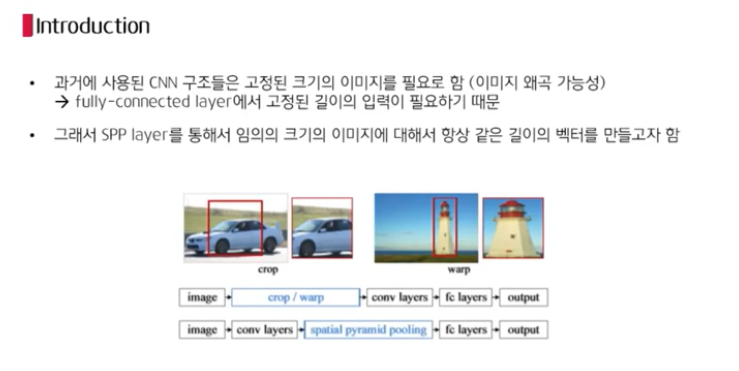 Introduction
• 과거에 사용된 CNN 구조들은 고정된 크기의 이미지를 필요로 함 (이미지 왜곡 가능성)
→ fully-connected layer에서 고정된 길이의 입력이 필요하기 때문
• 그래서 SPP layer를 통해서 임의의 크기의 이미지에 대해서 항상 같은 길이의 벡터를 만들고자 함
crop
warp
image crop / warp conv layers fc layers output
image conv layers spatial pyramid pooling fc layers output